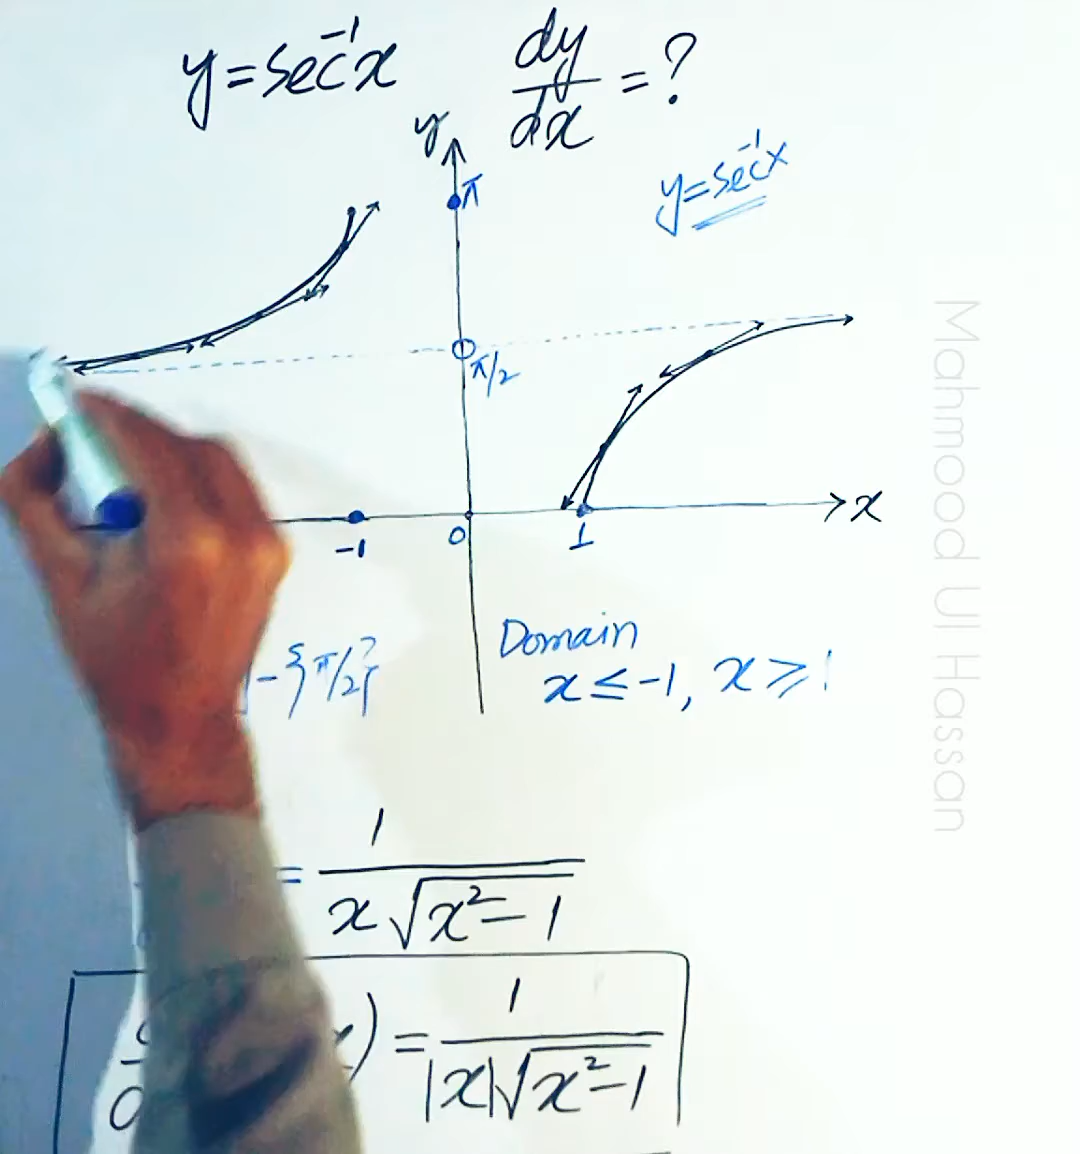 y=sec⁻¹x dy/dx = ?
y
π
y=sec⁻¹x
π/2
x
-1 0 1
-{π/2}
Domain
x≤-1, x≥1
= 1/(x√(x²-1))
) = 1/(|x|√(x²-1))
Mahmood Ul Hassan